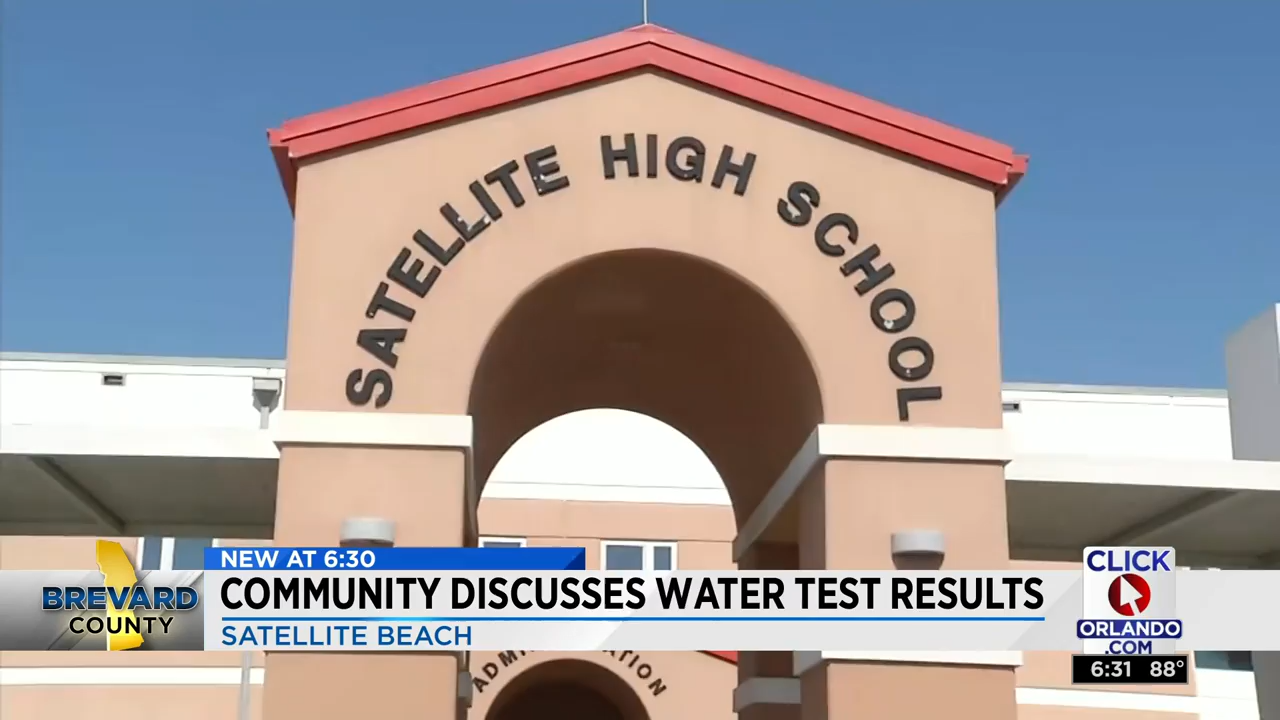 SATELLITE HIGH SCHOOL
NEW AT 6:30
BREVARD
COUNTY
COMMUNITY DISCUSSES WATER TEST RESULTS
SATELLITE BEACH
CLICK
ORLANDO
.COM
6:31 88°